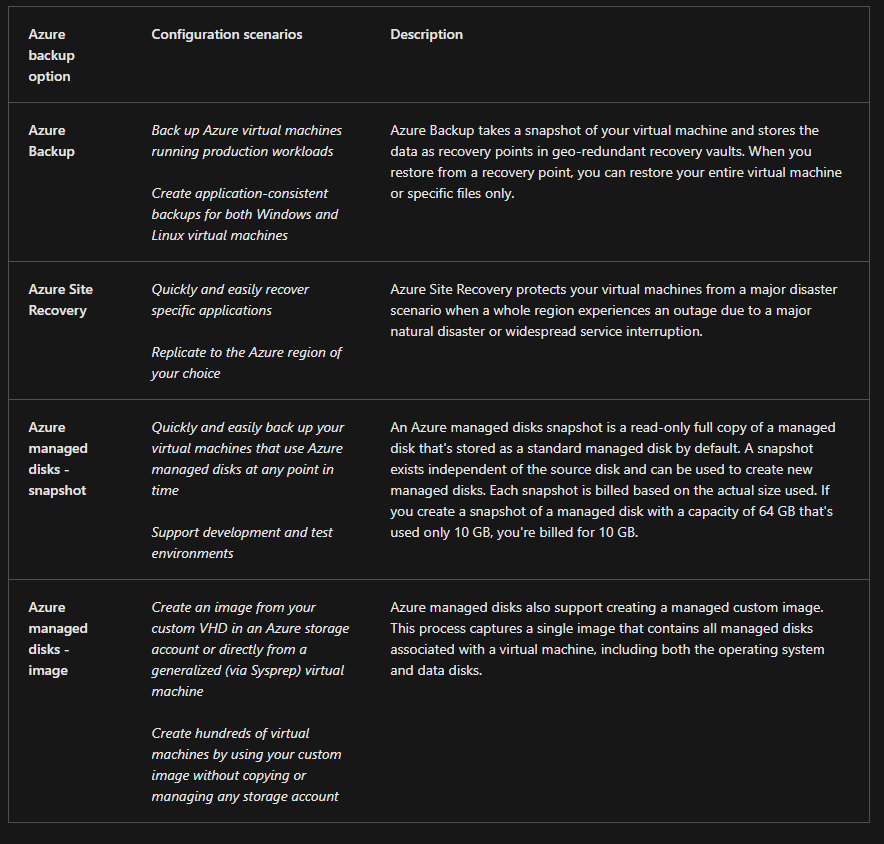 Azure
backup
option
Configuration scenarios
Description
Azure
Backup
Back up Azure virtual machines
running production workloads
Create application-consistent
backups for both Windows and
Linux virtual machines
Azure Backup takes a snapshot of your virtual machine and stores the
data as recovery points in geo-redundant recovery vaults. When you
restore from a recovery point, you can restore your entire virtual machine
or specific files only.
Azure Site
Recovery
Quickly and easily recover
specific applications
Replicate to the Azure region of
your choice
Azure Site Recovery protects your virtual machines from a major disaster
scenario when a whole region experiences an outage due to a major
natural disaster or widespread service interruption.
Azure
managed
disks -
snapshot
Quickly and easily back up your
virtual machines that use Azure
managed disks at any point in
time
Support development and test
environments
An Azure managed disks snapshot is a read-only full copy of a managed
disk that's stored as a standard managed disk by default. A snapshot
exists independent of the source disk and can be used to create new
managed disks. Each snapshot is billed based on the actual size used. If
you create a snapshot of a managed disk with a capacity of 64 GB that's
used only 10 GB, you're billed for 10 GB.
Azure
managed
disks -
image
Create an image from your
custom VHD in an Azure storage
account or directly from a
generalized (via Sysprep) virtual
machine
Create hundreds of virtual
machines by using your custom
image without copying or
managing any storage account
Azure managed disks also support creating a managed custom image.
This process captures a single image that contains all managed disks
associated with a virtual machine, including both the operating system
and data disks.